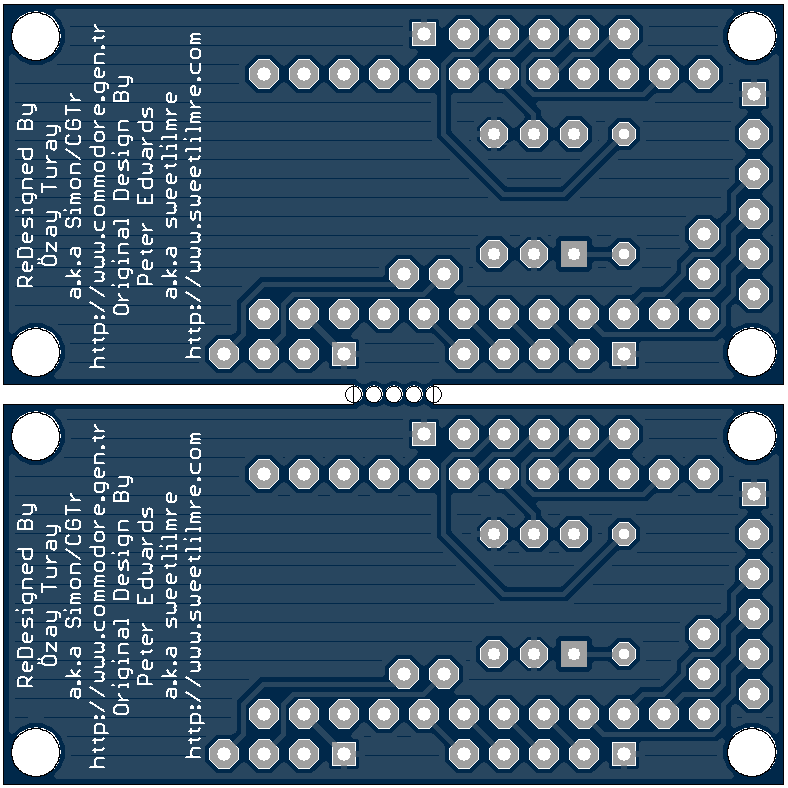 ReDesigned By
Özay Turay
a.k.a Simon/CGTr
http://www.commodore.gen.tr
Original Design By
Peter Edwards
a.k.a sweetlilmre
http://www.sweetlilmre.com
ReDesigned By
Özay Turay
a.k.a Simon/CGTr
http://www.commodore.gen.tr
Original Design By
Peter Edwards
a.k.a sweetlilmre
http://www.sweetlilmre.com